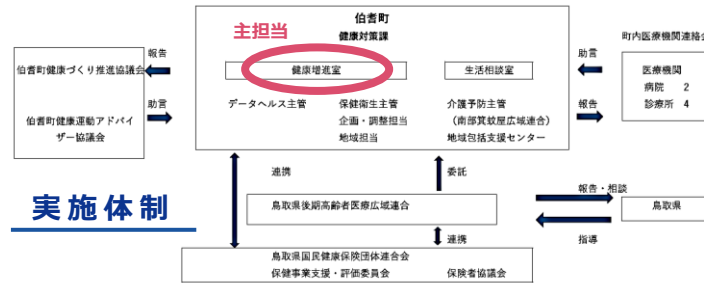 伯耆町
主担当
健康対策課
健康増進室
生活相談室
データヘルス主管
保健衛生主管
企画・調整担当
地域担当
介護予防主管
（南部箕蚊屋広域連合）
地域包括支援センター
報告
伯耆町健康づくり推進協議会
助言
伯耆町健康運動アドバイ
ザー協議会
町内医療機関連絡会
助言
医療機関
病院 2
診療所 4
報告
連携
委託
実施体制
鳥取県後期高齢者医療広域連合
報告・相談
鳥取県
指導
連携
鳥取県国民健康保険団体連合会
保健事業支援・評価委員会
保険者協議会